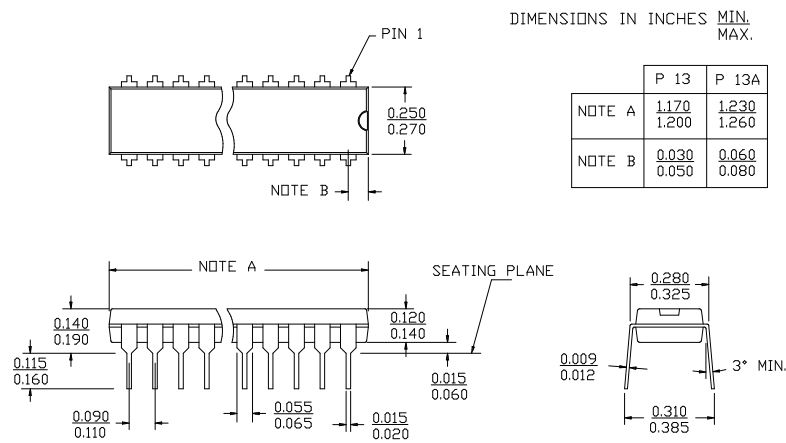 DIMENSIONS IN INCHES MIN.
MAX.
PIN 1
P 13 P 13A
NOTE A 1.170 1.230
1.200 1.260
NOTE B 0.030 0.060
0.050 0.080
0.250
0.270
NOTE B
NOTE A
SEATING PLANE
0.280
0.325
0.140
0.190
0.120
0.140
0.115
0.160
0.015
0.060
0.009
0.012
3° MIN.
0.090
0.110
0.055
0.065
0.015
0.020
0.310
0.385